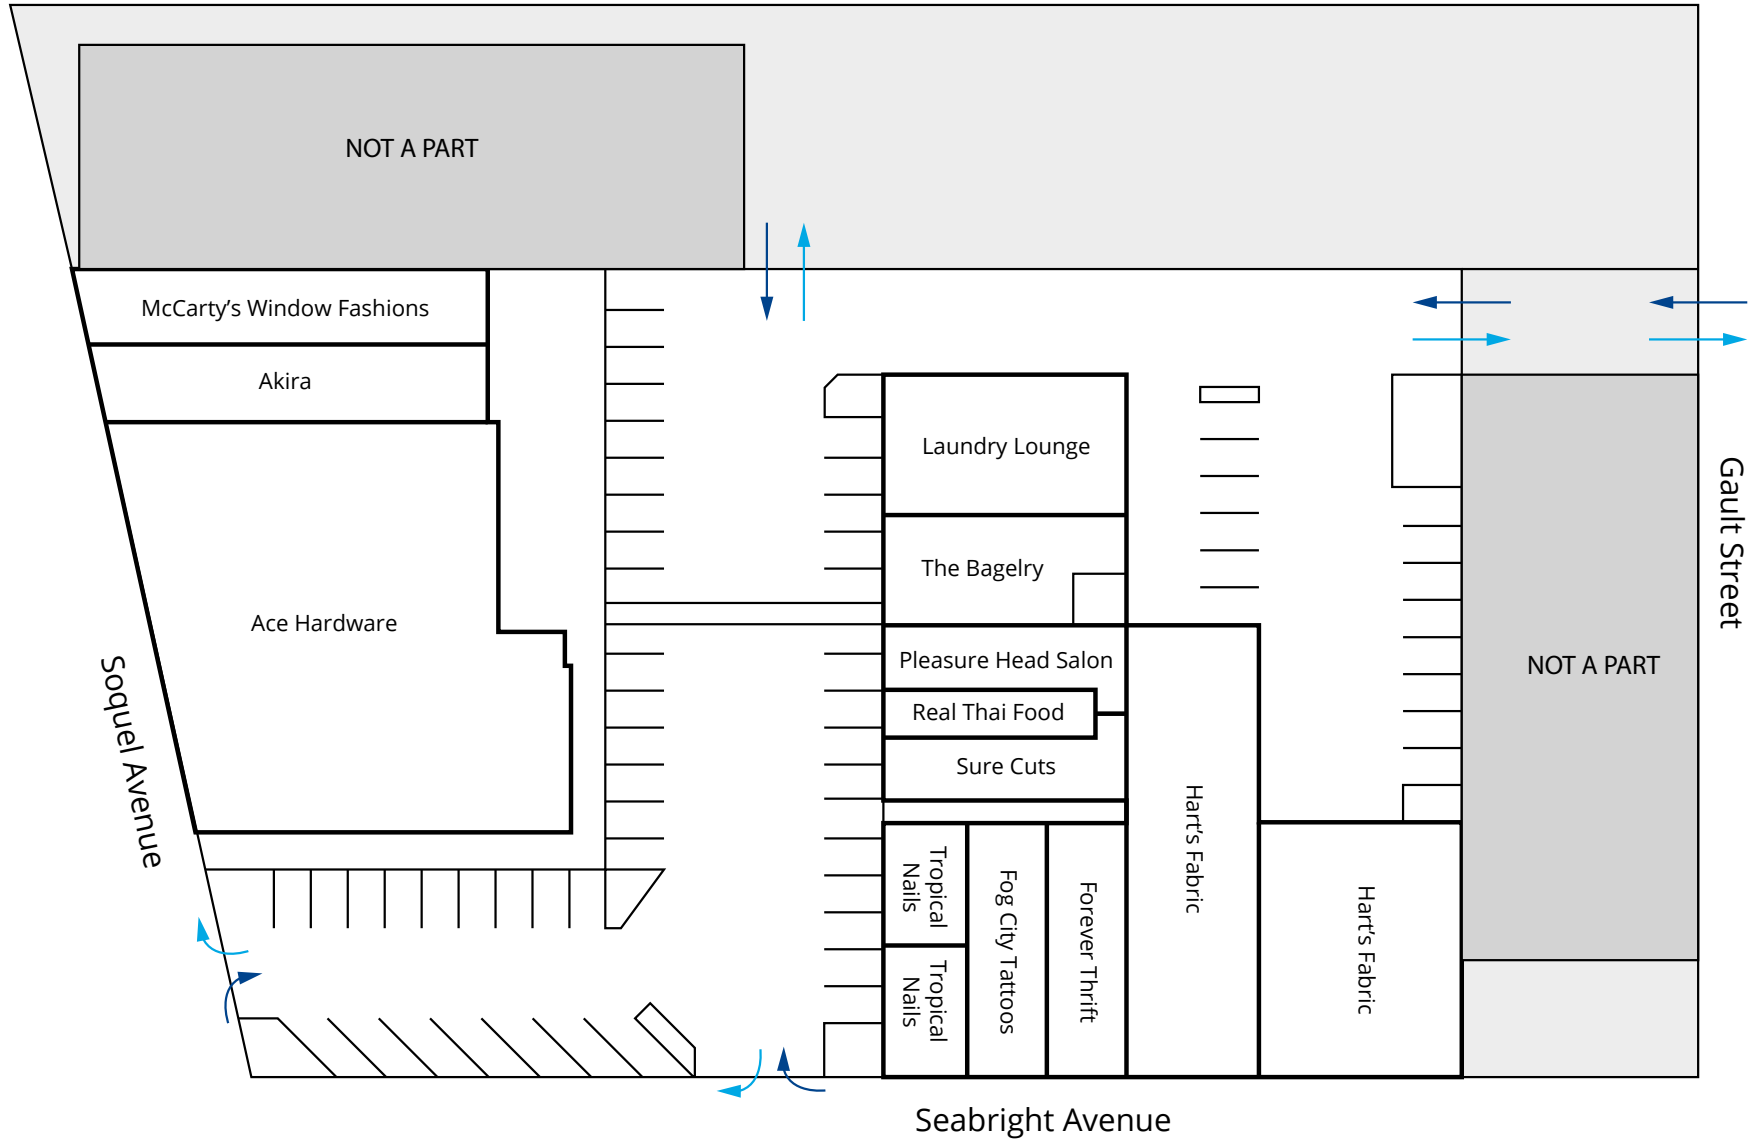 NOT A PART
McCarty’s Window Fashions
Akira
Ace Hardware
Soquel Avenue
Laundry Lounge
The Bagelry
Pleasure Head Salon
Real Thai Food
Sure Cuts
Tropical
Nails
Tropical
Nails
Fog City Tattoos
Forever Thrift
Hart’s Fabric
Hart’s Fabric
NOT A PART
Gault Street
Seabright Avenue